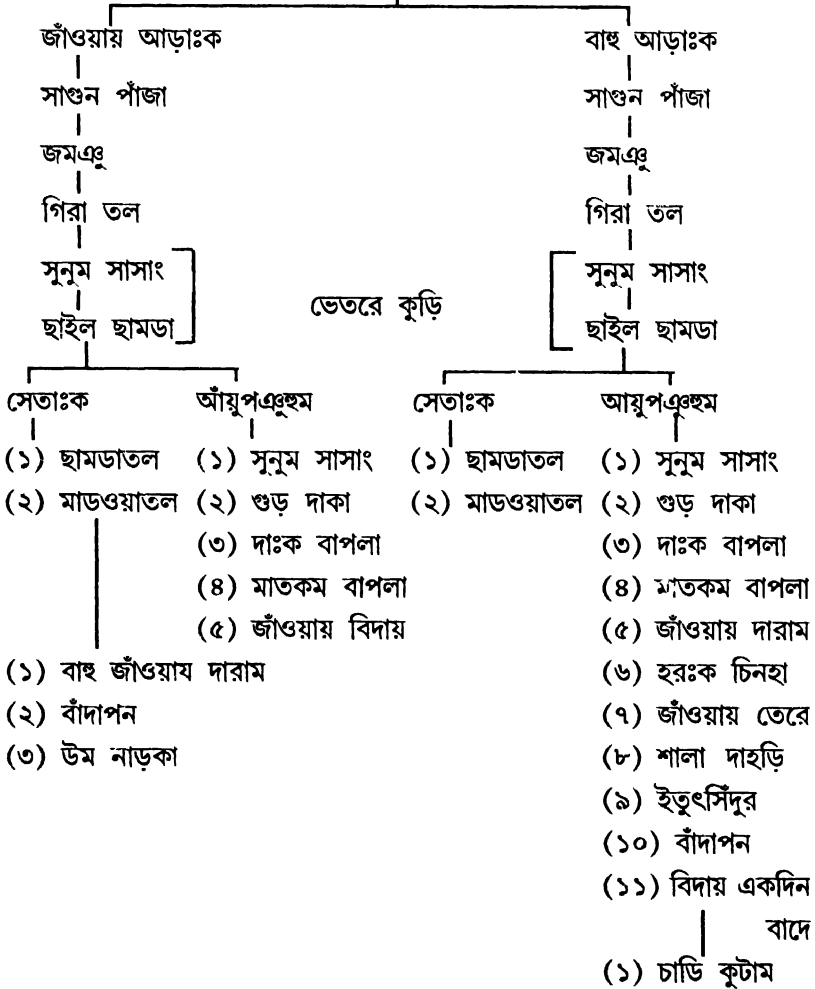 জাঁওয়ায় আড়াঃক
বাহু আড়াঃক
সাগুন পাঁজা
সাগুন পাঁজা
জমঞু
জমঞু
গিরা তল
গিরা তল
সুনুম সাসাং
সুনুম সাসাং
ভেতরে কুড়ি
ছাইল ছামডা
ছাইল ছামডা
সেতাঃক
আঁয়ুপঞুহুম
সেতাঃক
আয়ুপঞুহুম
(১) ছামডাতল (১) সুনুম সাসাং (১) ছামডাতল (১) সুনুম সাসাং
(২) মাডওয়াতল (২) গুড় দাকা (২) মাডওয়াতল (২) গুড় দাকা
(৩) দাঃক বাপলা (৩) দাঃক বাপলা
(৪) মাতকম বাপলা (৪) মাতকম বাপলা
(৫) জাঁওয়ায় বিদায় (৫) জাঁওয়ায় দারাম
(১) বাহু জাঁওয়ায দারাম (৬) হরঃক চিনহা
(২) বাঁদাপন (৭) জাঁওয়ায় তেরে
(৩) উম নাড়কা (৮) শালা দাহড়ি
(৯) ইতুৎসিঁদুর
(১০) বাঁদাপন
(১১) বিদায় একদিন
বাদে
(১) চাডি কুটাম